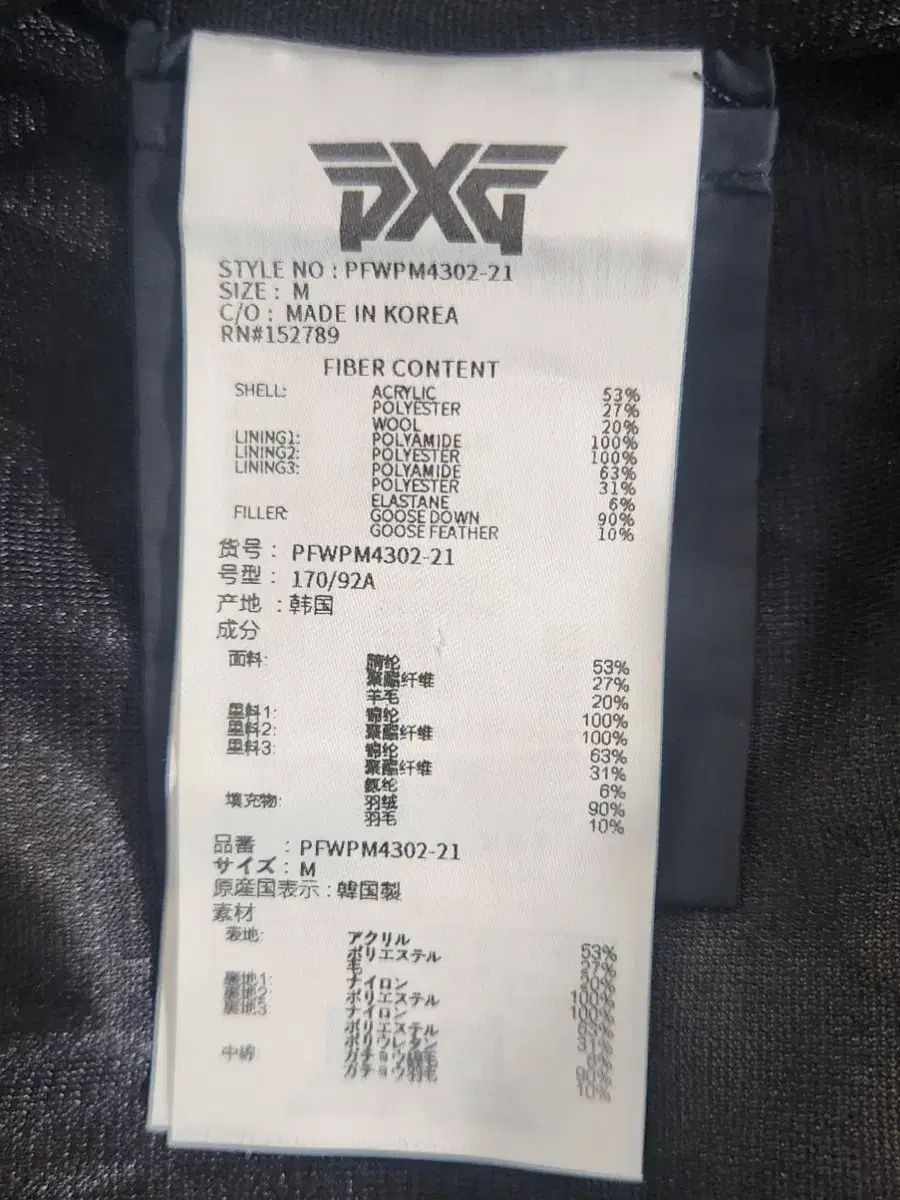 PXG
STYLE NO : PFWPM4302-21
SIZE : M
C/O : MADE IN KOREA
RN#152789
FIBER CONTENT
SHELL: ACRYLIC 53%
POLYESTER 27%
WOOL 20%
LINING1: POLYAMIDE 100%
LINING2: POLYESTER 100%
LINING3: POLYAMIDE 63%
POLYESTER 31%
ELASTANE 6%
FILLER: GOOSE DOWN 90%
GOOSE FEATHER 10%
货号 : PFWPM4302-21
号型 : 170/92A
产地 : 韩国
成分
面料: 腈纶 53%
聚酯纤维 27%
羊毛 20%
里料1: 锦纶 100%
里料2: 聚酯纤维 100%
里料3: 锦纶 63%
聚酯纤维 31%
氨纶 6%
填充物: 羽绒 90%
羽毛 10%
品番 : PFWPM4302-21
サイズ : M
原産国表示 : 韓国製
素材
表地: アクリル 53%
ポリエステル 27%
毛 20%
裏地1: ナイロン 100%
裏地2: ポリエステル 100%
裏地3: ナイロン 63%
ポリエステル 31%
ポリウレタン 6%
中綿: 90%
10%